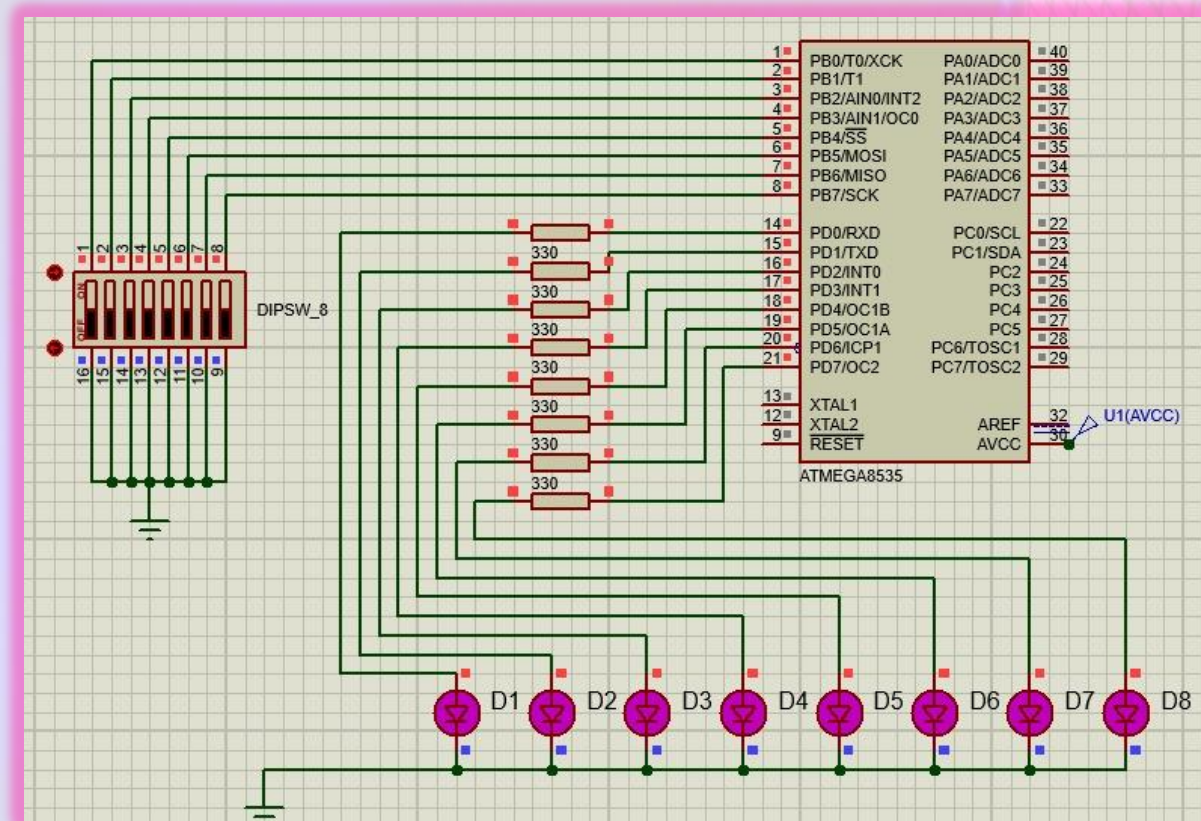 1 PB0/T0/XCK PA0/ADC0 40
2 PB1/T1 PA1/ADC1 39
3 PB2/AIN0/INT2 PA2/ADC2 38
4 PB3/AIN1/OC0 PA3/ADC3 37
5 PB4/SS PA4/ADC4 36
6 PB5/MOSI PA5/ADC5 35
7 PB6/MISO PA6/ADC6 34
8 PB7/SCK PA7/ADC7 33
14 PD0/RXD PC0/SCL 22
15 PD1/TXD PC1/SDA 23
16 PD2/INT0 PC2 24
17 PD3/INT1 PC3 25
18 PD4/OC1B PC4 26
19 PD5/OC1A PC5 27
20 PD6/ICP1 PC6/TOSC1 28
21 PD7/OC2 PC7/TOSC2 29
13 XTAL1
12 XTAL2 AREF 32
9 RESET AVCC 30
U1(AVCC)
ATMEGA8535
1 2 3 4 5 6 7 8
ON
OFF
DIPSW_8
16 15 14 13 12 11 10 9
330
330
330
330
330
330
330
D1 D2 D3 D4 D5 D6 D7 D8